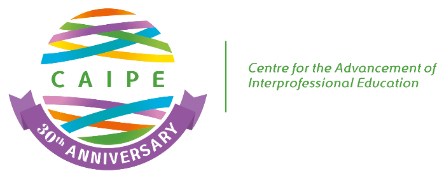 CAIPE
30th ANNIVERSARY
Centre for the Advancement of
Interprofessional Education